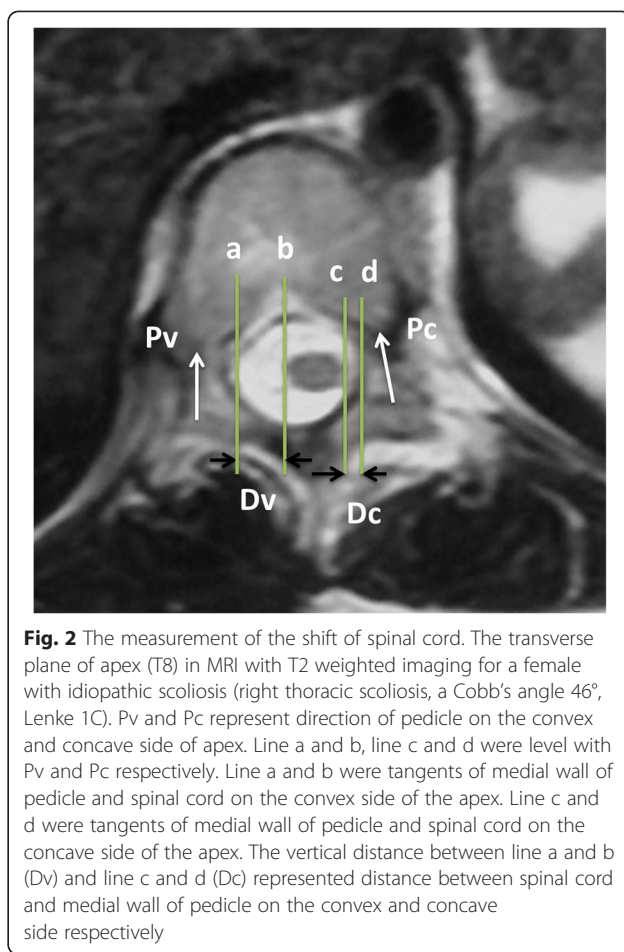 a b c d
Pv Pc
Dv Dc
Fig. 2 The measurement of the shift of spinal cord. The transverse
plane of apex (T8) in MRI with T2 weighted imaging for a female
with idiopathic scoliosis (right thoracic scoliosis, a Cobb's angle 46°,
Lenke 1C). Pv and Pc represent direction of pedicle on the convex
and concave side of apex. Line a and b, line c and d were level with
Pv and Pc respectively. Line a and b were tangents of medial wall of
pedicle and spinal cord on the convex side of the apex. Line c and
d were tangents of medial wall of pedicle and spinal cord on the
concave side of the apex. The vertical distance between line a and b
(Dv) and line c and d (Dc) represented distance between spinal cord
and medial wall of pedicle on the convex and concave
side respectively